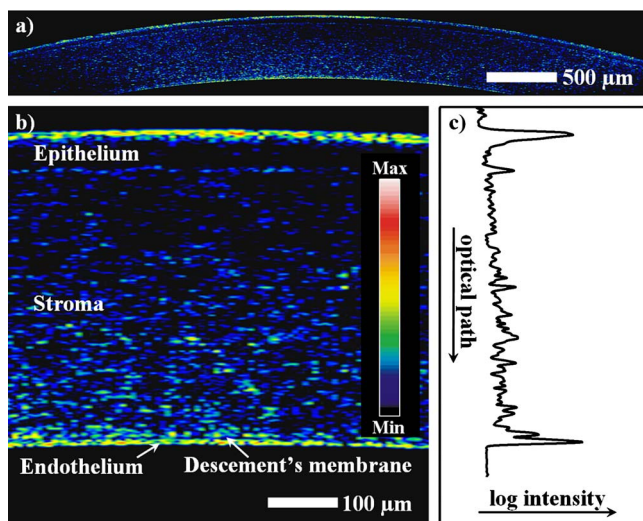 a)
500 µm
b)
Epithelium
Max
Stroma
Min
Endothelium
Descement's membrane
100 µm
c)
optical path
log intensity